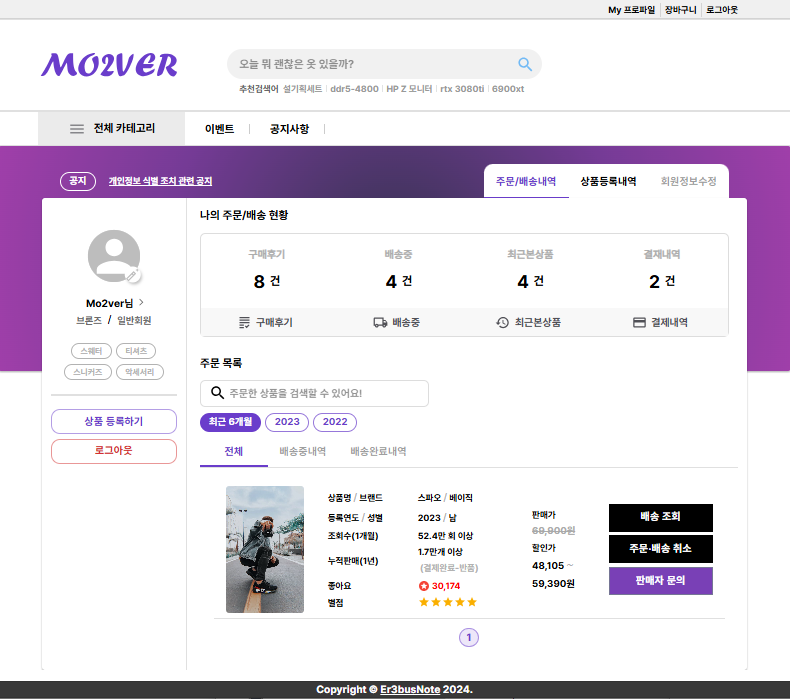 My 프로파일 장바구니 로그아웃
MO2VER
오늘 뭐 괜찮은 옷 있을까?
추천검색어 설기획세트 ddr5-4800 HP Z 모니터 rtx 3080ti 6900xt
전체 카테고리 이벤트 공지사항
공지 개인정보 식별 조치 관련 공지
주문/배송내역 상품등록내역 회원정보수정
Mo2ver님 >
브론즈 / 일반회원
스웨터 티셔츠
스니커즈 악세서리
상품 등록하기
로그아웃
나의 주문/배송 현황
구매후기 배송중 최근본상품 결재내역
8 건 4 건 4 건 2 건
구매후기 배송중 최근본상품 결제내역
주문 목록
주문한 상품을 검색할 수 있어요!
최근 6개월 2023 2022
전체 배송중내역 배송완료내역
상품명 / 브랜드 스파오 / 베이직
등록연도 / 성별 2023 / 남
조회수(1개월) 52.4만 회 이상
누적판매(1년) 1.7만개 이상
(결제완료-반품)
좋아요 30,174
별점 ★★★★★
판매가
69,900원
할인가
48,105 ~
59,390원
배송 조회
주문·배송 취소
판매자 문의
1
Copyright © Er3busNote 2024.